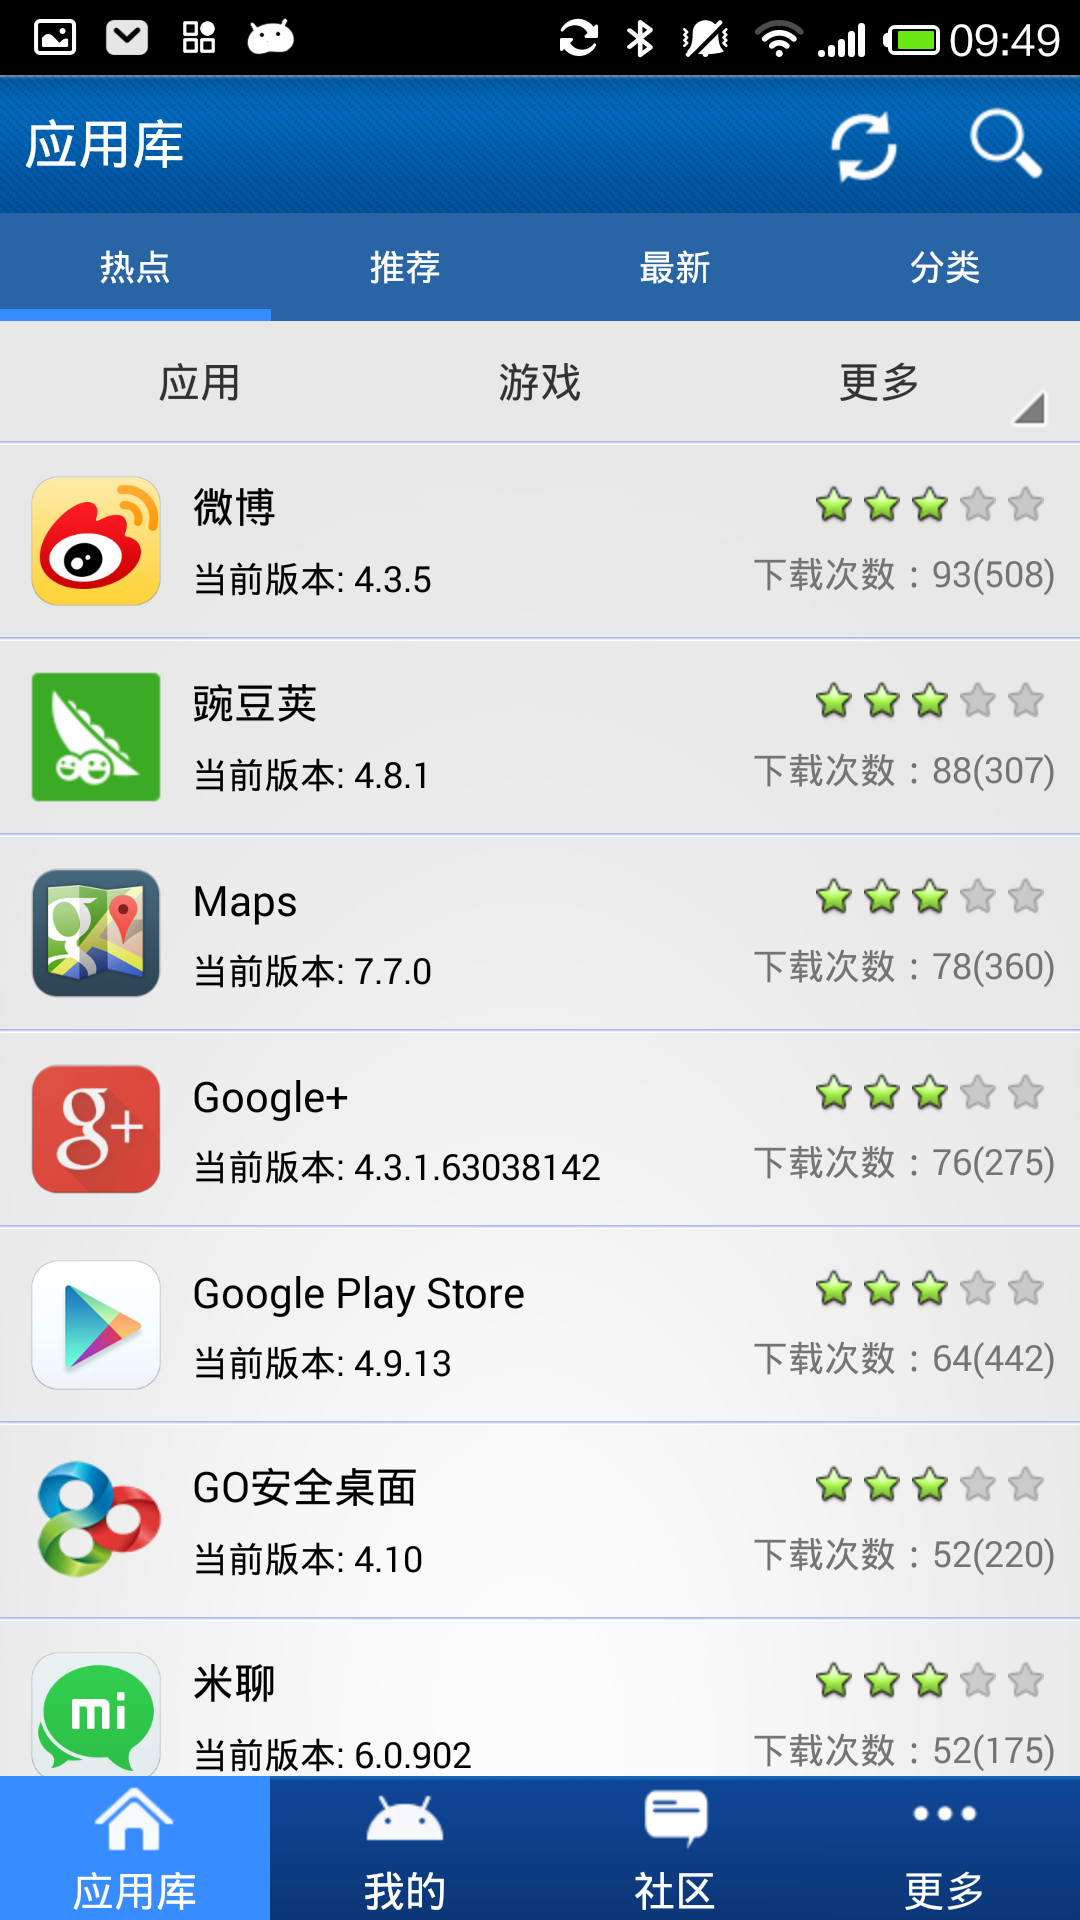 09:49
应用库
热点 推荐 最新 分类
应用 游戏 更多
微博
当前版本: 4.3.5 下载次数：93(508)
豌豆荚
当前版本: 4.8.1 下载次数：88(307)
Maps
当前版本: 7.7.0 下载次数：78(360)
g+ Google+
当前版本: 4.3.1.63038142 下载次数：76(275)
Google Play Store
当前版本: 4.9.13 下载次数：64(442)
GO安全桌面
当前版本: 4.10 下载次数：52(220)
mi 米聊
当前版本: 6.0.902 下载次数：52(175)
应用库 我的 社区 更多